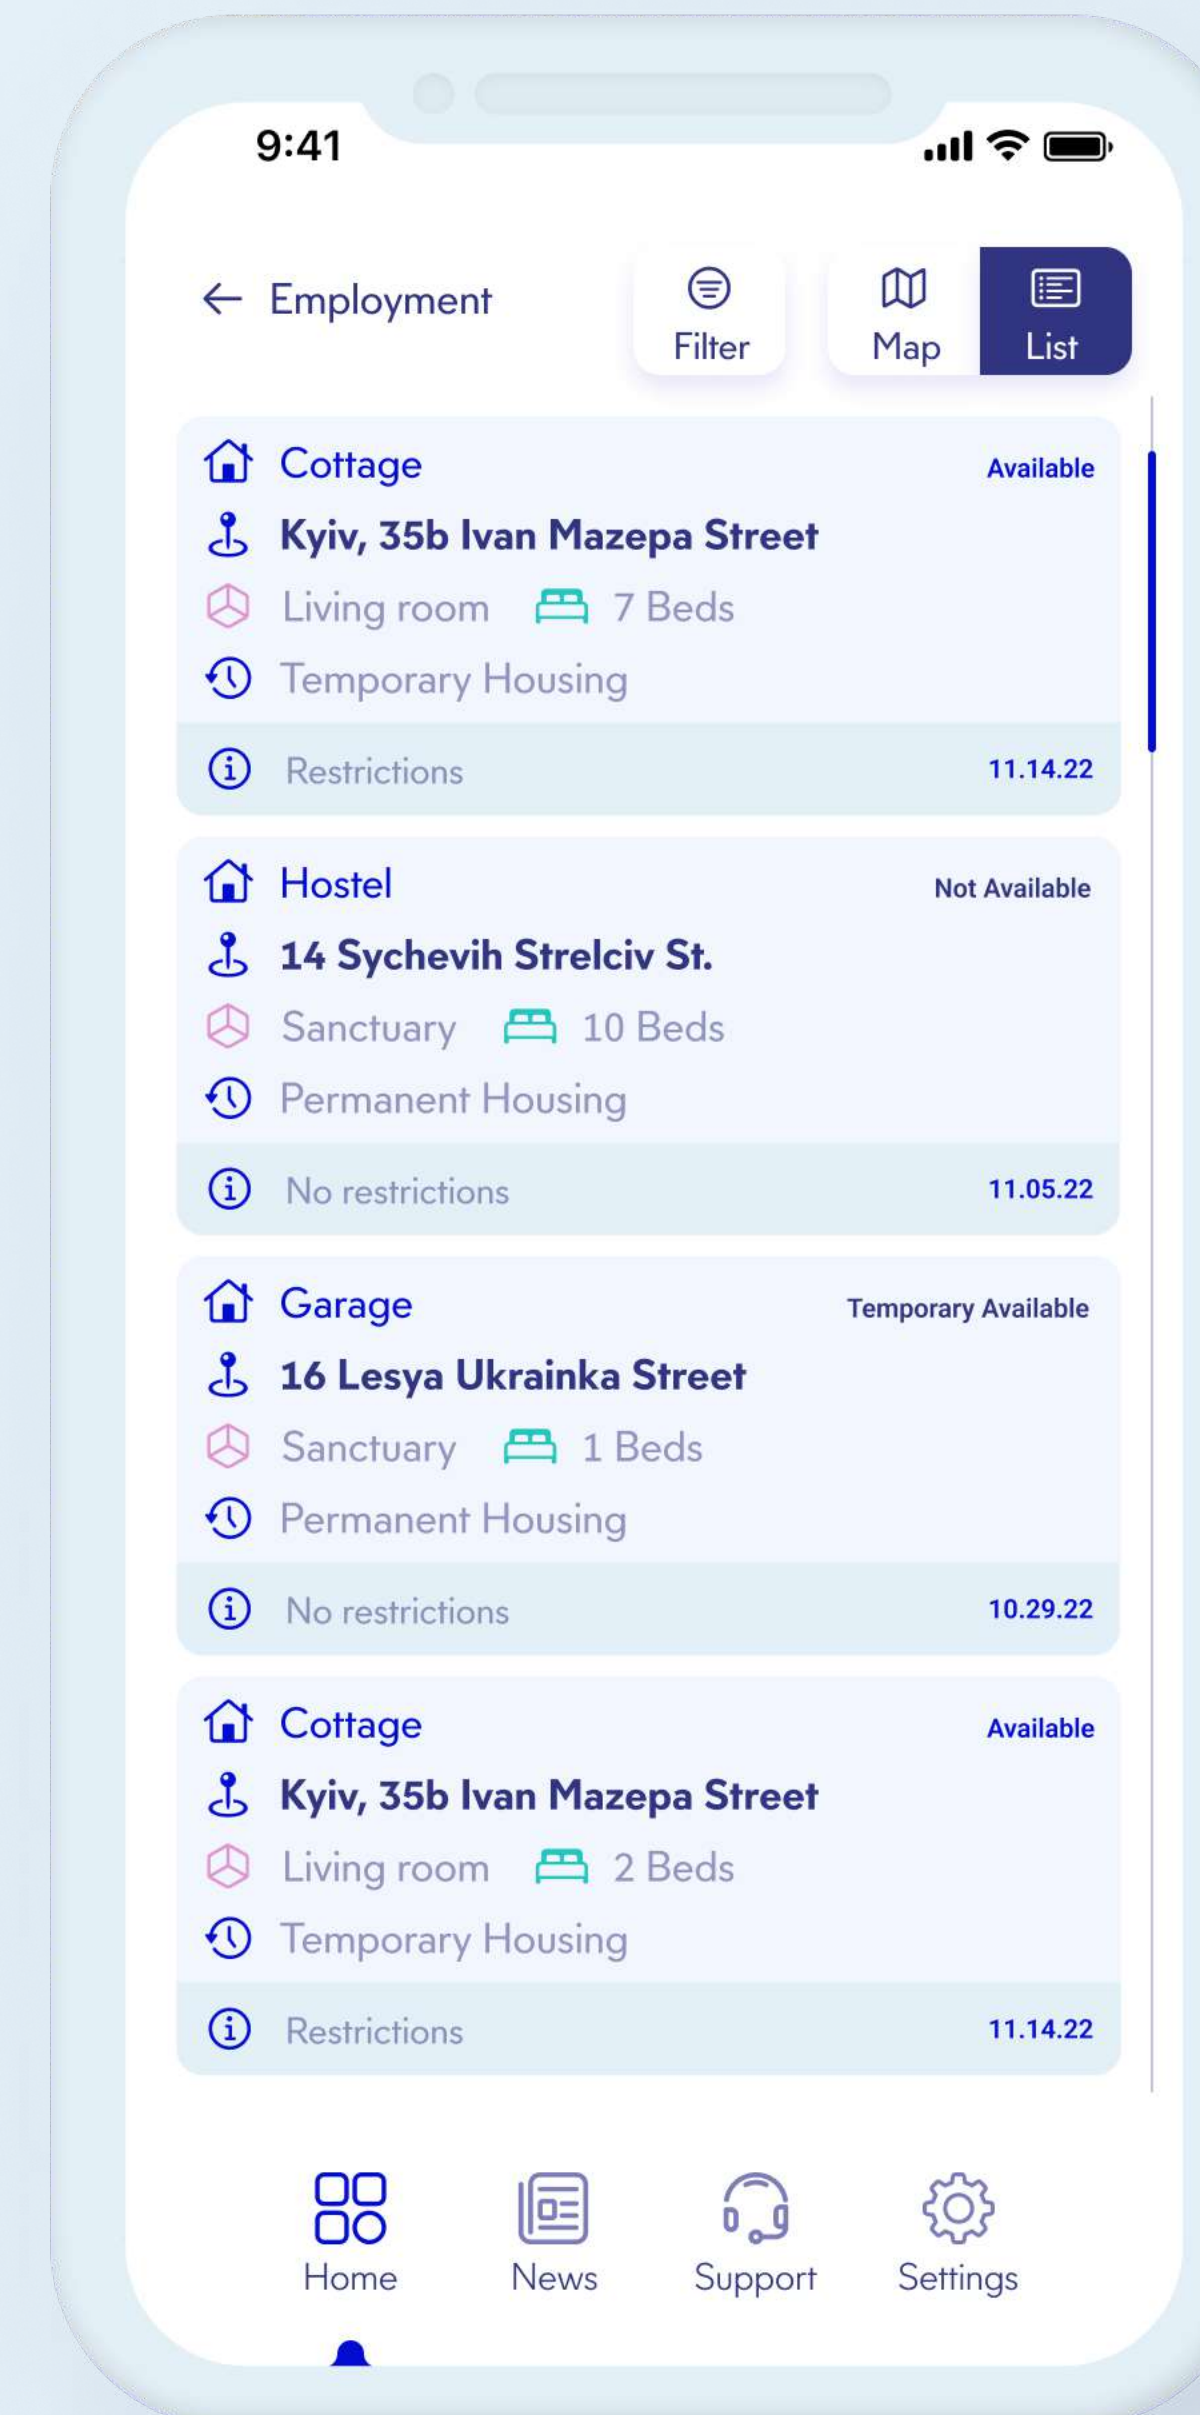 9:41
Employment
Filter
Map
List
Cottage
Available
Kyiv, 35b Ivan Mazepa Street
Living room 7 Beds
Temporary Housing
Restrictions
11.14.22
Hostel
Not Available
14 Sychevih Strelciv St.
Sanctuary 10 Beds
Permanent Housing
No restrictions
11.05.22
Garage
Temporary Available
16 Lesya Ukrainka Street
Sanctuary 1 Beds
Permanent Housing
No restrictions
10.29.22
Cottage
Available
Kyiv, 35b Ivan Mazepa Street
Living room 2 Beds
Temporary Housing
Restrictions
11.14.22
Home
News
Support
Settings